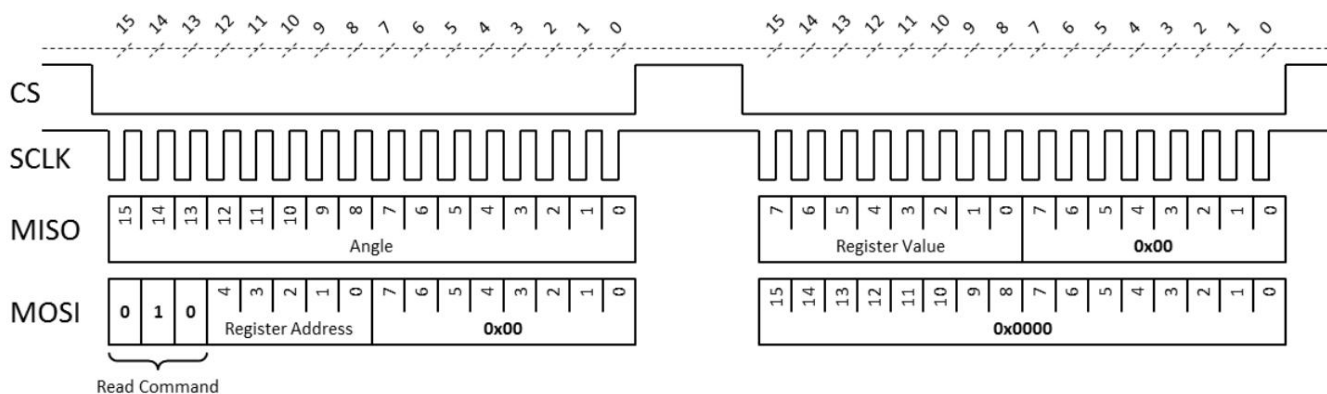 15 14 13 12 11 10 9 8 7 6 5 4 3 2 1 0 15 14 13 12 11 10 9 8 7 6 5 4 3 2 1 0
CS
SCLK
MISO 15 14 13 12 11 10 9 8 7 6 5 4 3 2 1 0 7 6 5 4 3 2 1 0 7 6 5 4 3 2 1 0
Angle Register Value 0x00
MOSI 0 1 0 4 3 2 1 0 7 6 5 4 3 2 1 0 15 14 13 12 11 10 9 8 7 6 5 4 3 2 1 0
Register Address 0x00 0x0000
Read Command